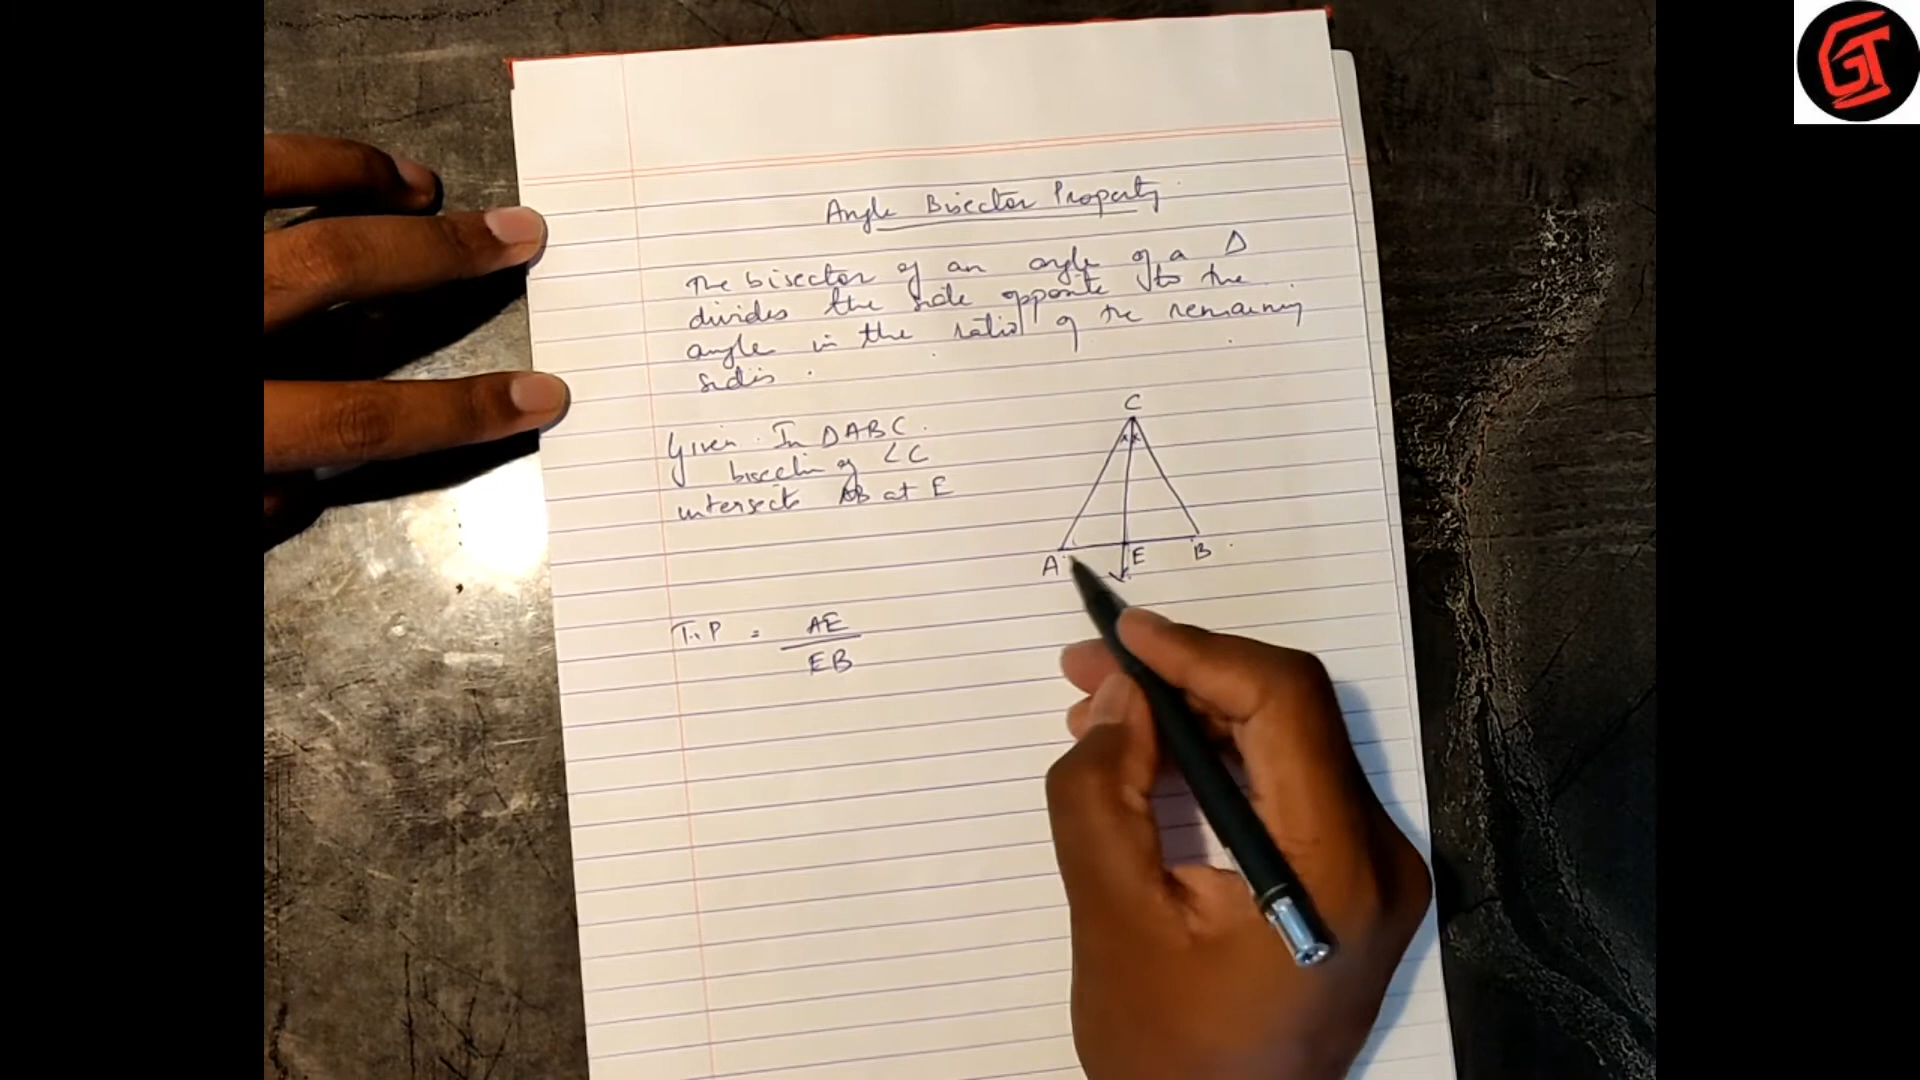 Angle Bisector Property
The bisector of an angle of a Δ
divides the side opposite to the
angle in the ratio of the remaining
sides .
Given . In ΔABC .
bisector of ∠C
intersects AB at E
C
A E B
T.P = AE
EB
GT